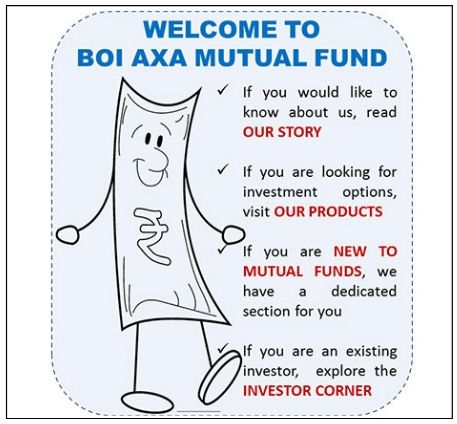 WELCOME TO
BOI AXA MUTUAL FUND
✓ If you would like to
know about us, read
OUR STORY
✓ If you are looking for
investment options,
visit OUR PRODUCTS
✓ If you are NEW TO
MUTUAL FUNDS, we
have a dedicated
section for you
✓ If you are an existing
investor, explore the
INVESTOR CORNER
₹